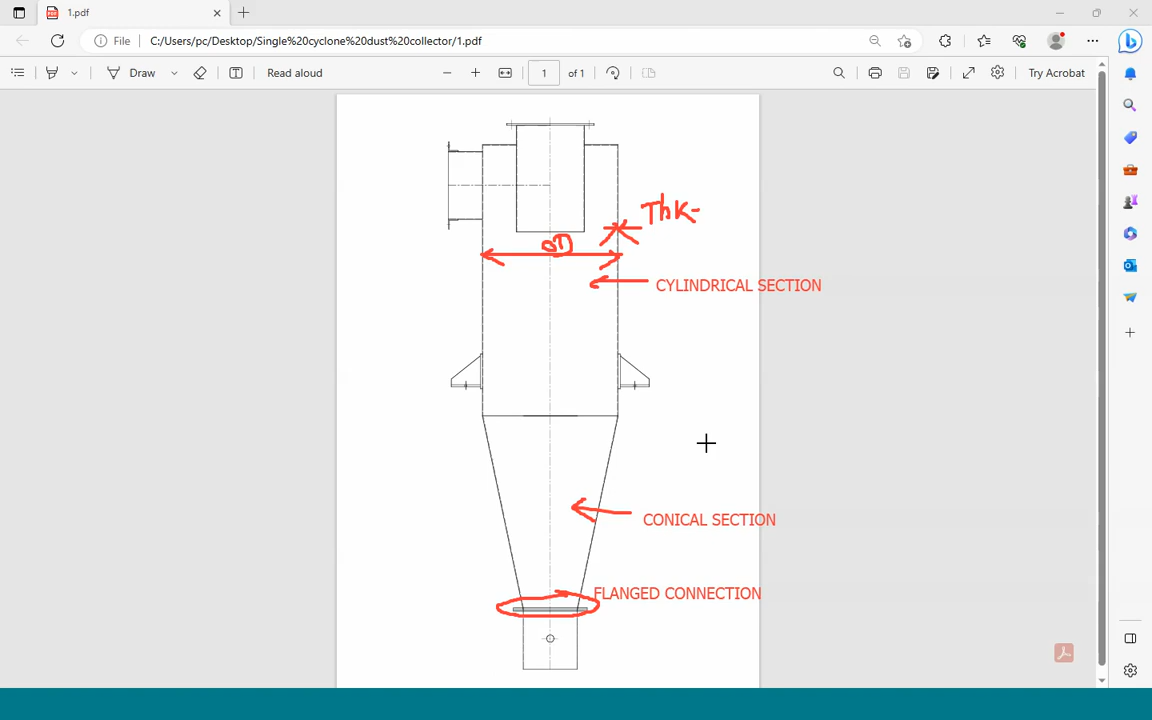 1.pdf
File C:/Users/pc/Desktop/Single%20cyclone%20dust%20collector/1.pdf
Draw Read aloud 1 of 1 Try Acrobat
Thk-
OD
CYLINDRICAL SECTION
CONICAL SECTION
FLANGED CONNECTION